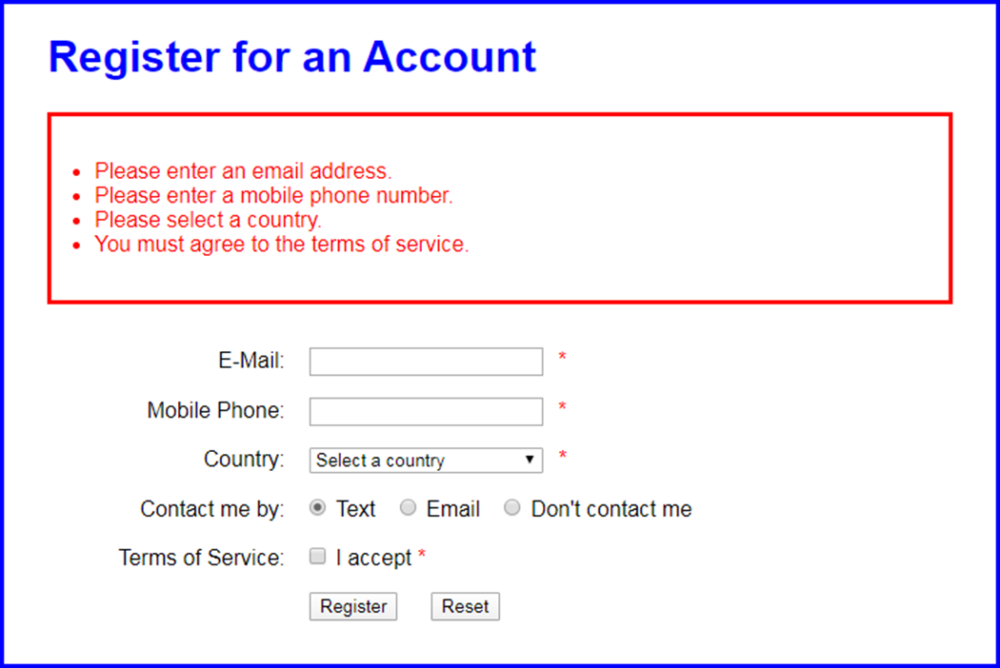 Register for an Account
• Please enter an email address.
• Please enter a mobile phone number.
• Please select a country.
• You must agree to the terms of service.
E-Mail: *
Mobile Phone: *
Country: Select a country ▼ *
Contact me by: Text Email Don't contact me
Terms of Service: I accept *
Register Reset